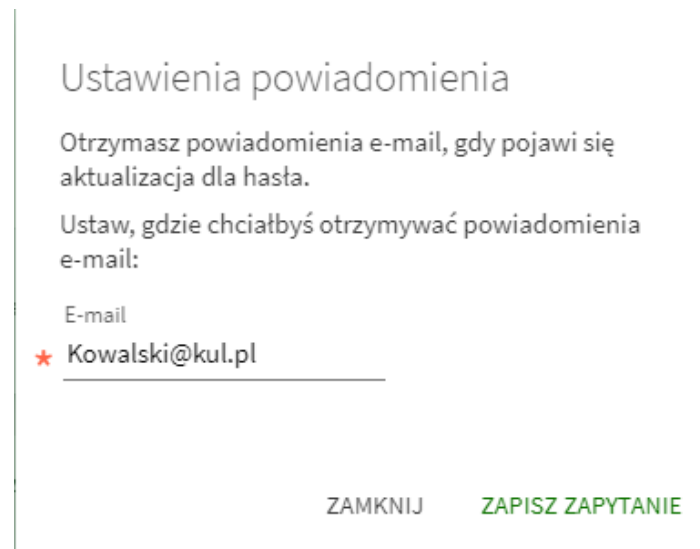 Ustawienia powiadomienia
Otrzymasz powiadomienia e-mail, gdy pojawi się
aktualizacja dla hasła.
Ustaw, gdzie chciałbyś otrzymywać powiadomienia
e-mail:
E-mail
* Kowalski@kul.pl
ZAMKNIJ ZAPISZ ZAPYTANIE